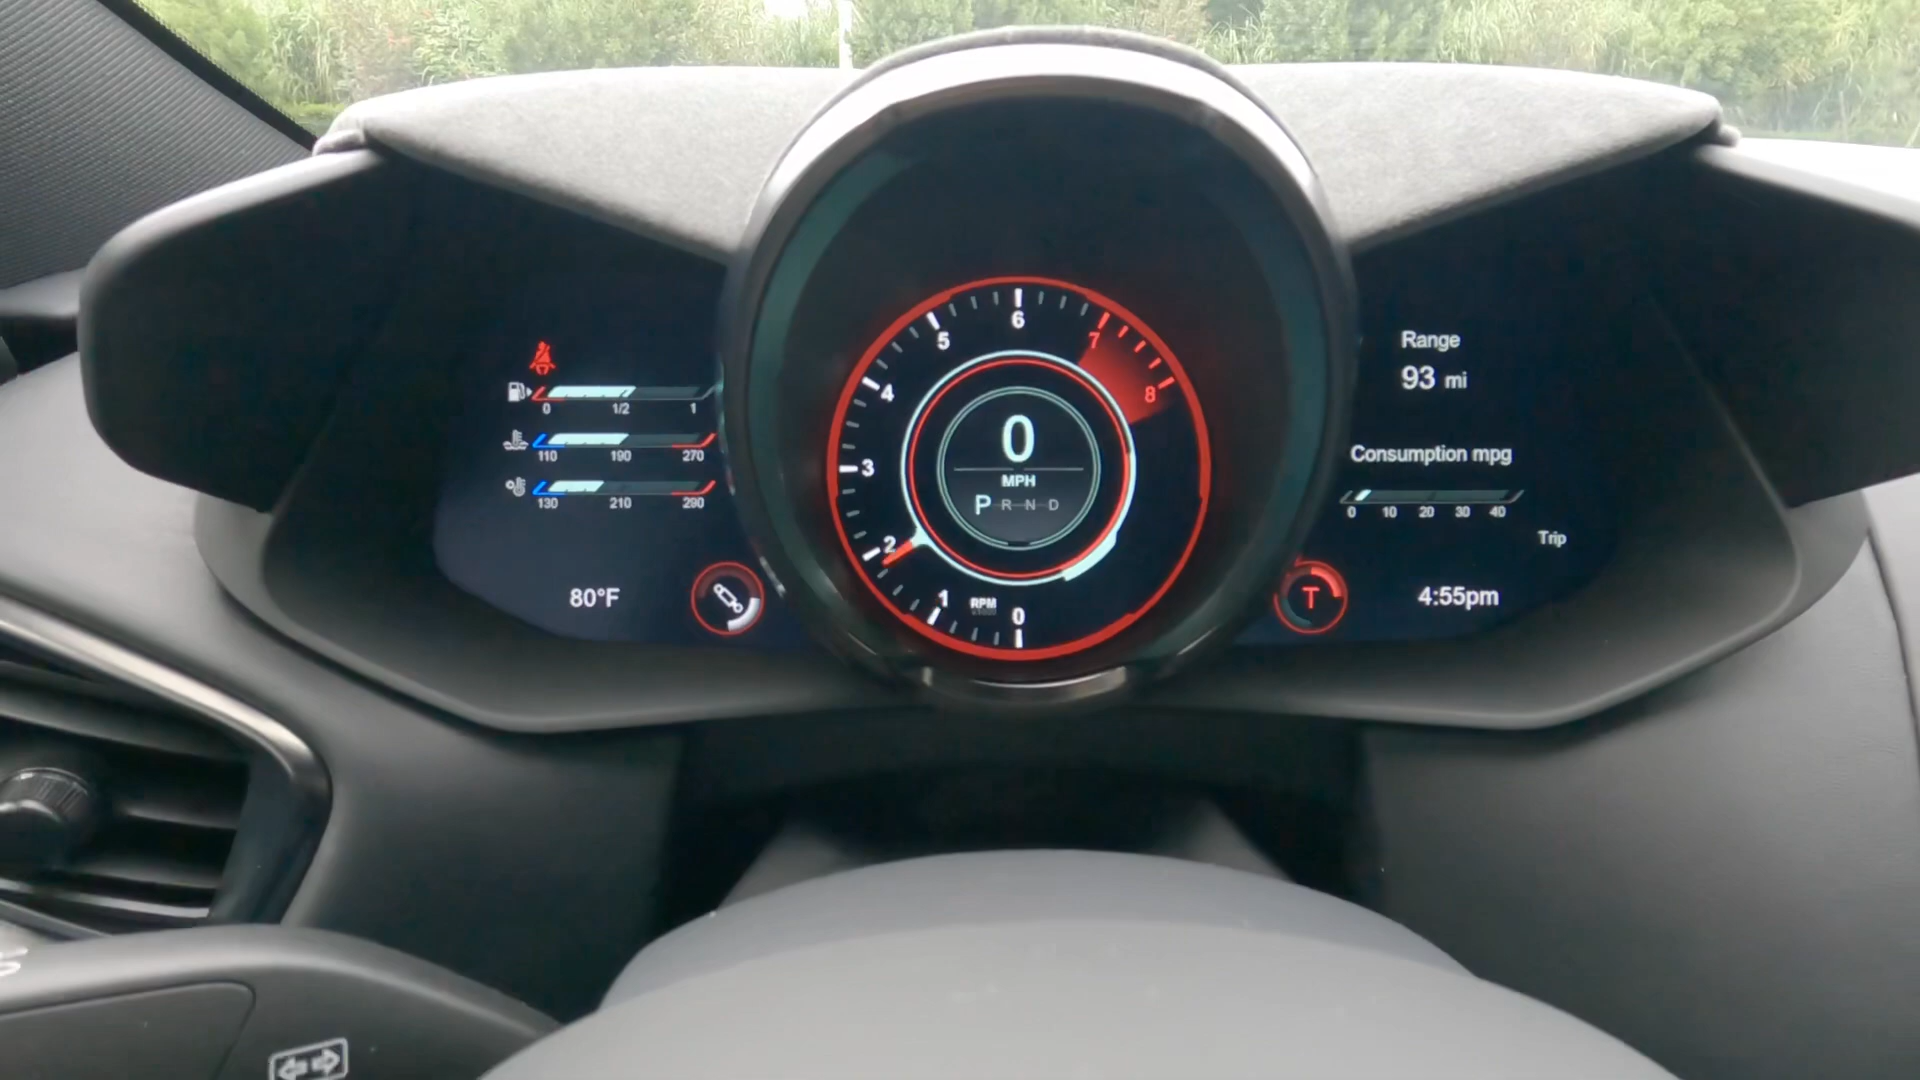 0 1/2 1
110 190 270
130 210 290
80°F
6
5
7
4
8
3
2
1
RPM
0
0
MPH
P R N D
Range
93 mi
Consumption mpg
0 10 20 30 40
Trip
T
4:55pm